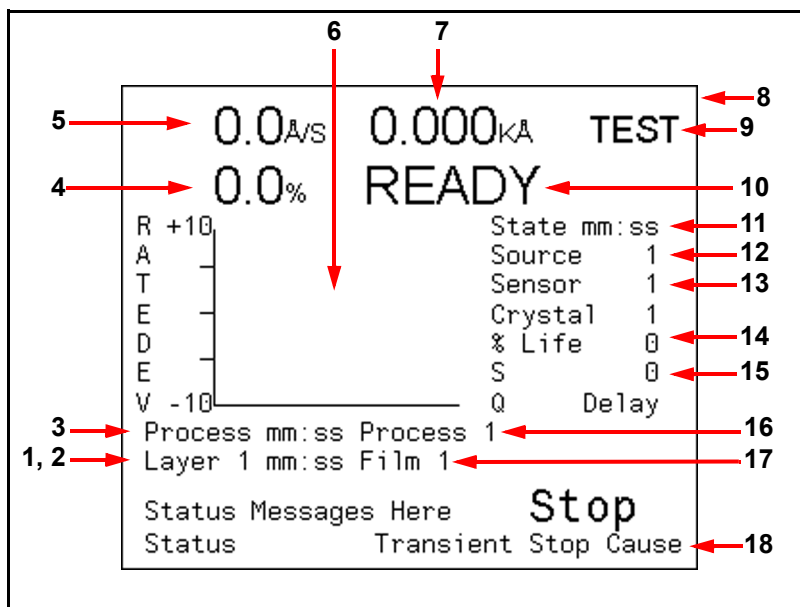 6 7
8
5 0.0Å/S 0.000KÅ TEST 9
4 0.0% READY 10
R +10 State mm:ss 11
A Source 1 12
T Sensor 1 13
E Crystal 1
D % Life 0 14
E S 0 15
V -10 Q Delay
3 Process mm:ss Process 1 16
1, 2 Layer 1 mm:ss Film 1 17
Status Messages Here Stop
Status Transient Stop Cause 18